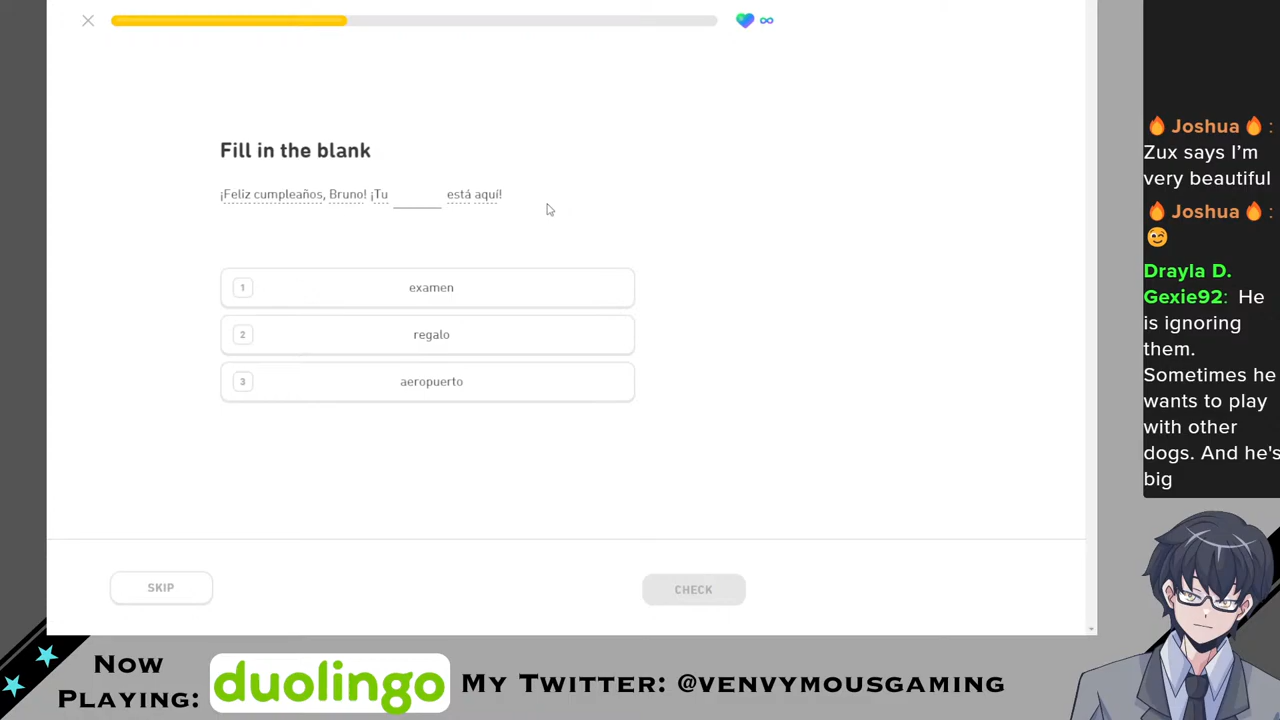 Fill in the blank
¡Feliz cumpleaños, Bruno! ¡Tu ______ está aquí!
1 examen
2 regalo
3 aeropuerto
SKIP
CHECK
🔥 Joshua 🔥 :
Zux says I’m
very beautiful
🔥 Joshua 🔥 :
😉
Drayla D.
Gexie92: He
is ignoring
them.
Sometimes he
wants to play
with other
dogs. And he's
big
Now
Playing:
duolingo
My Twitter: @venvymousgaming